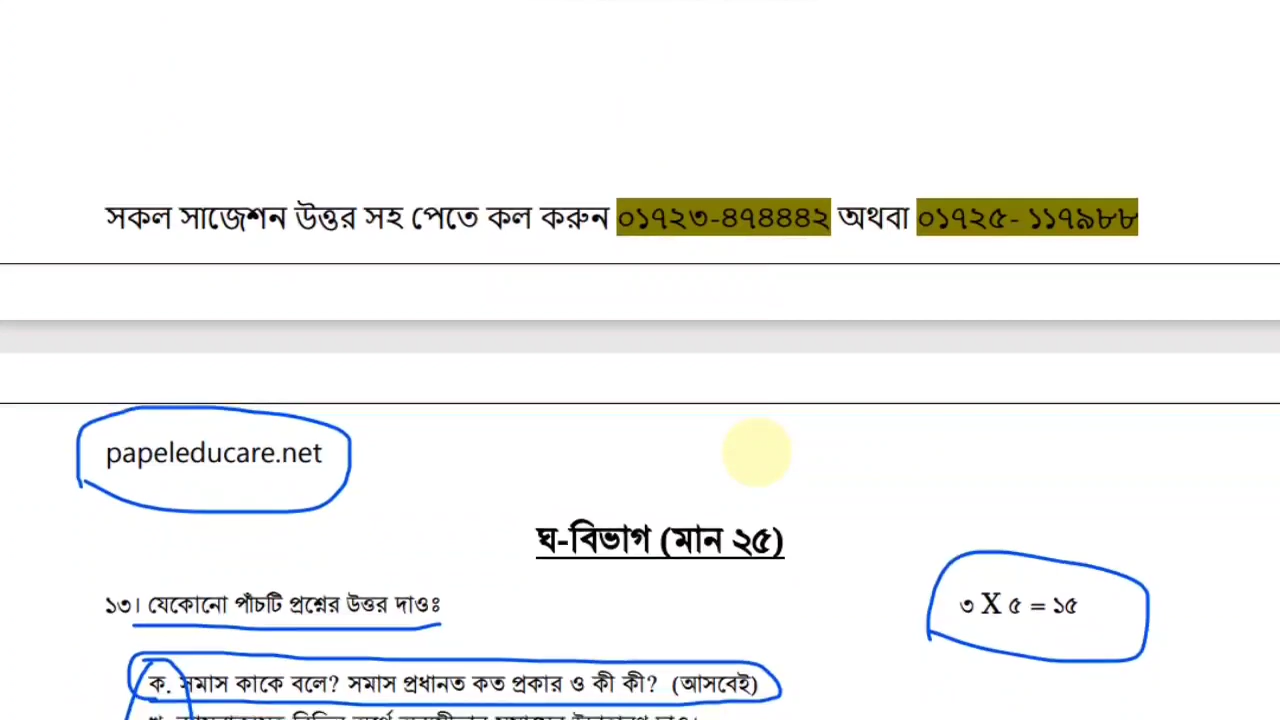 সকল সাজেশন উত্তর সহ পেতে কল করুন ০১৭২৩-৪৭৪৪৪২ অথবা ০১৭২৫- ১১৭৯৮৮
papeleducare.net
ঘ-বিভাগ (মান ২৫)
১৩। যেকোনো পাঁচটি প্রশ্নের উত্তর দাওঃ ৩ X ৫ = ১৫
ক. সমাস কাকে বলে? সমাস প্রধানত কত প্রকার ও কী কী? (আসবেই)